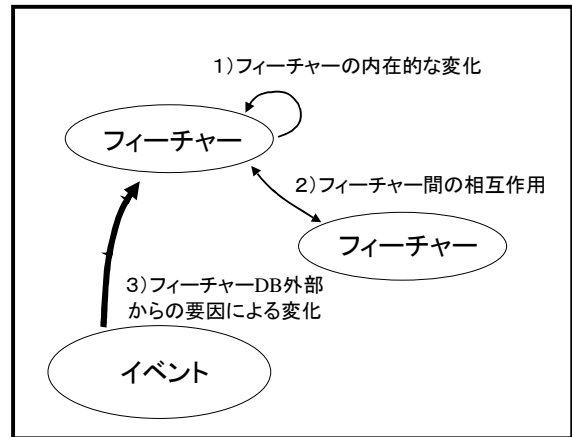 1)フィーチャーの内在的な変化
フィーチャー
2)フィーチャー間の相互作用
フィーチャー
3)フィーチャーDB外部
からの要因による変化
イベント